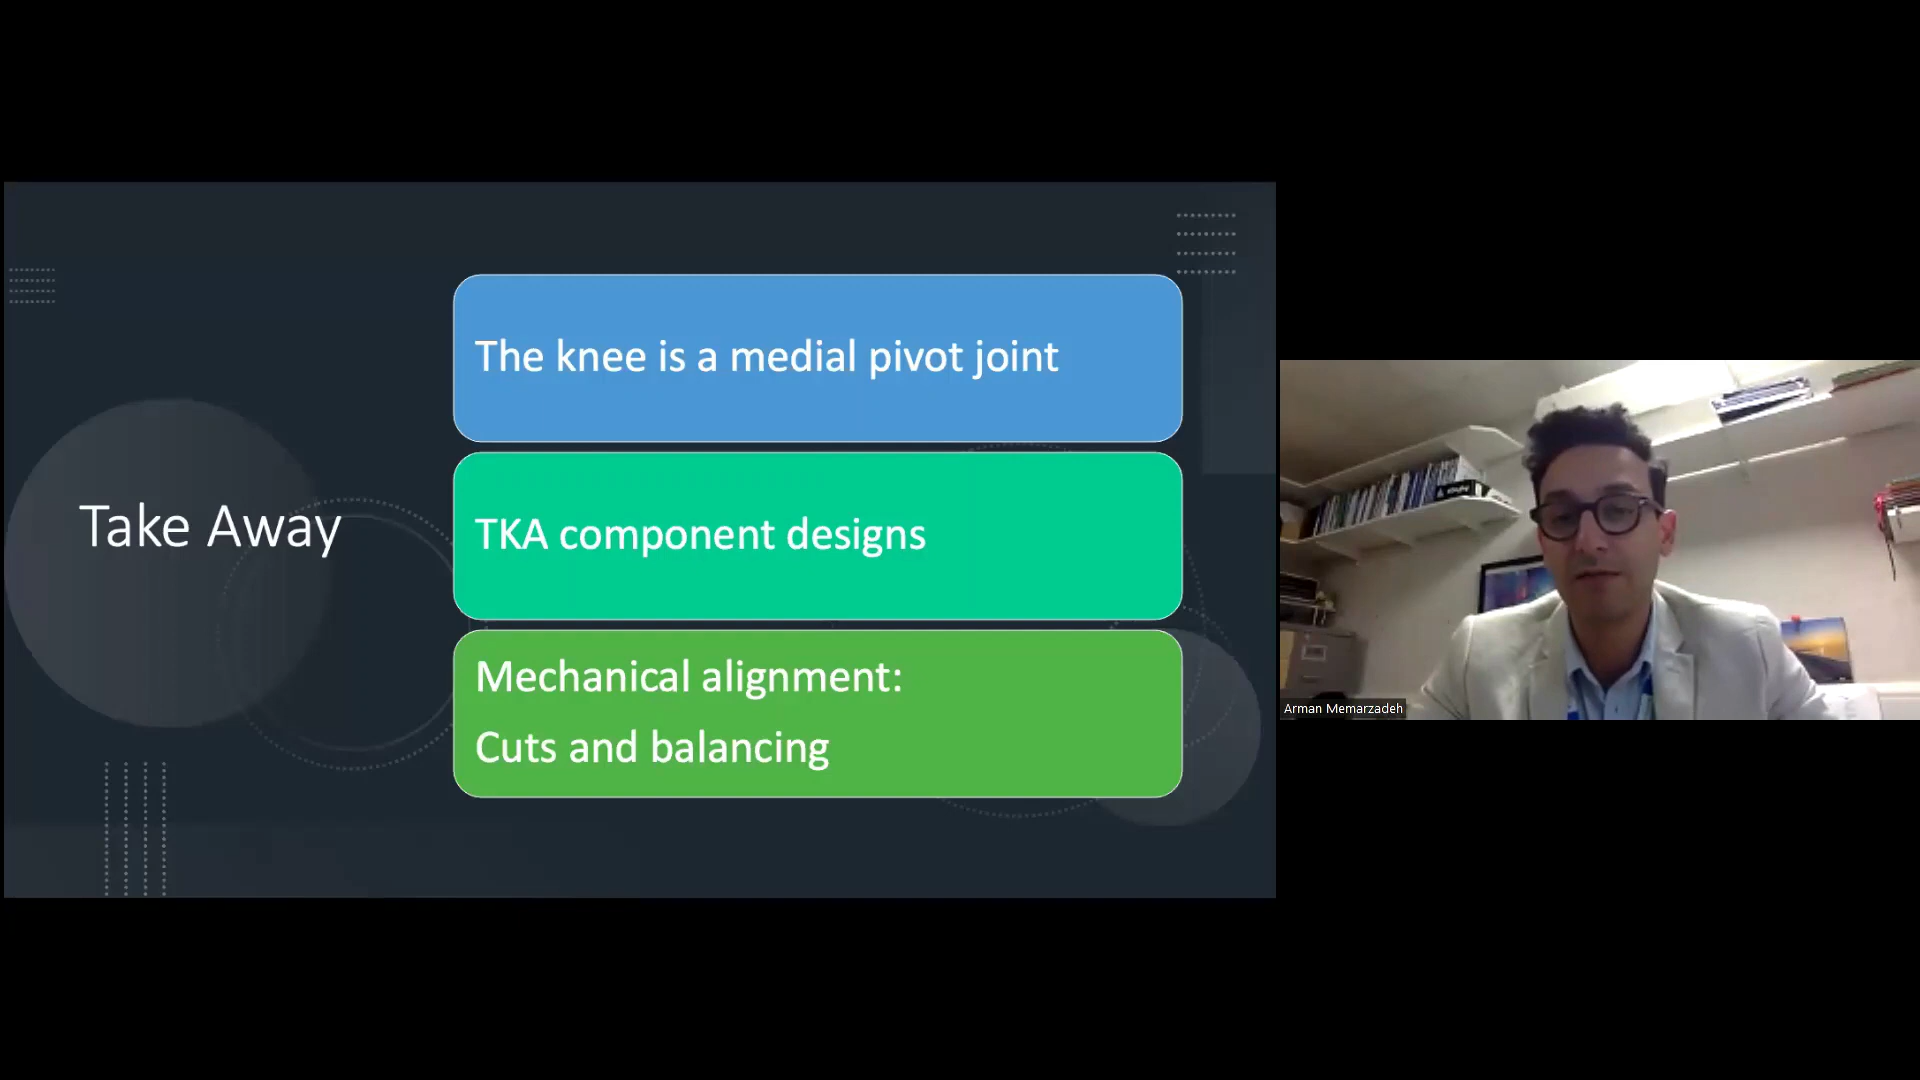 Take Away
The knee is a medial pivot joint
TKA component designs
Mechanical alignment:
Cuts and balancing
Arman Memarzadeh